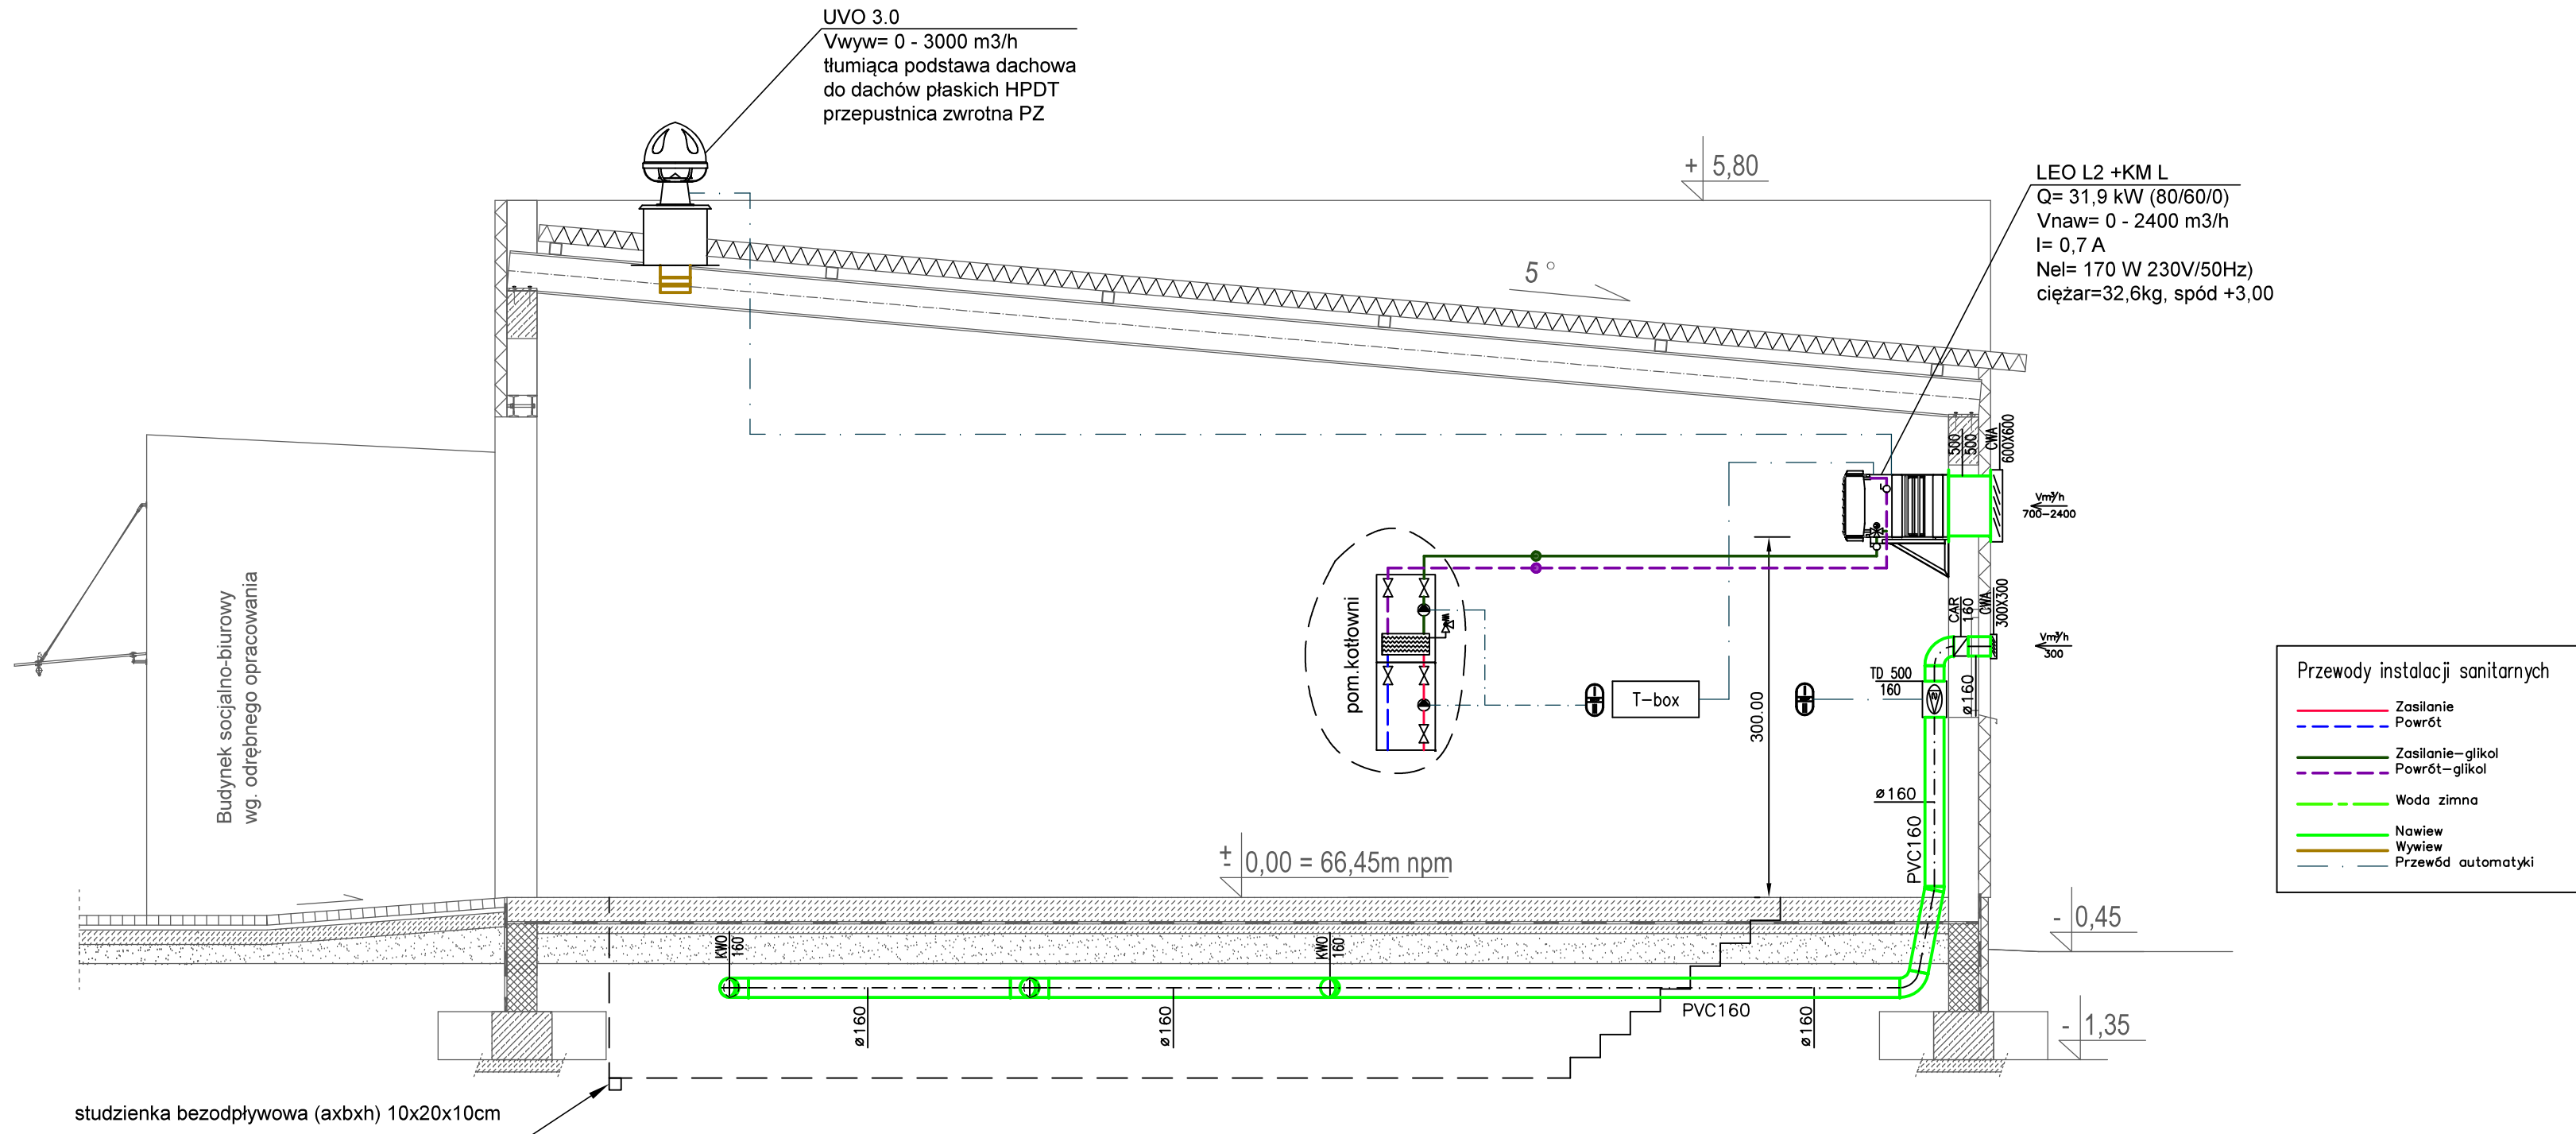 UVO 3.0
Vwyw= 0 - 3000 m3/h
tłumiąca podstawa dachowa
do dachów płaskich HPDT
przepustnica zwrotna PZ
+ 5,80
LEO L2 +KM L
Q= 31,9 kW (80/60/0)
Vnaw= 0 - 2400 m3/h
I= 0,7 A
Nel= 170 W 230V/50Hz)
ciężar=32,6kg, spód +3,00
5 °
500
500
CWA
600X600
Vm³/h
700-2400
Budynek socjalno-biurowy
wg. odrębnego opracowania
pom.kotłowni
T-box
300.00
CAR
160
CWA
300X300
Vm³/h
300
TD 500
160
ø160
ø160
PVC160
Przewody instalacji sanitarnych
Zasilanie
Powrót
Zasilanie-glikol
Powrót-glikol
Woda zimna
Nawiew
Wywiew
Przewód automatyki
± 0,00 = 66,45m npm
- 0,45
KWO
160
KWO
160
ø160
ø160
PVC160
ø160
- 1,35
studzienka bezodpływowa (axbxh) 10x20x10cm